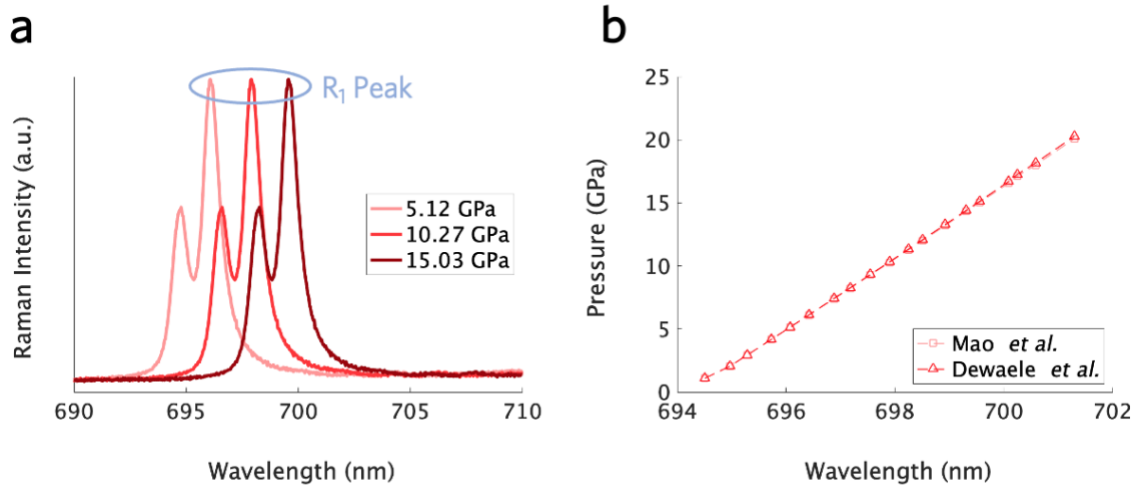 a
R₁ Peak
Raman Intensity (a.u.)
5.12 GPa
10.27 GPa
15.03 GPa
690 695 700 705 710
Wavelength (nm)
b
25
20
15
10
5
0
Pressure (GPa)
Mao et al.
Dewaele et al.
694 696 698 700 702
Wavelength (nm)